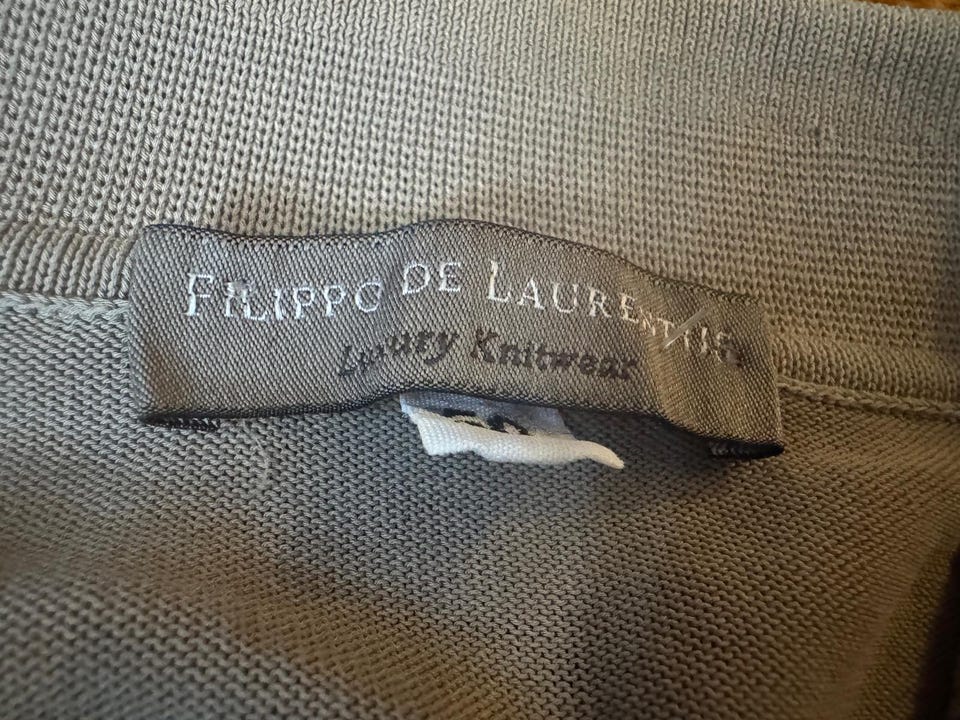 FILIPPO DE LAURENTIIS
Luxury Knitwear